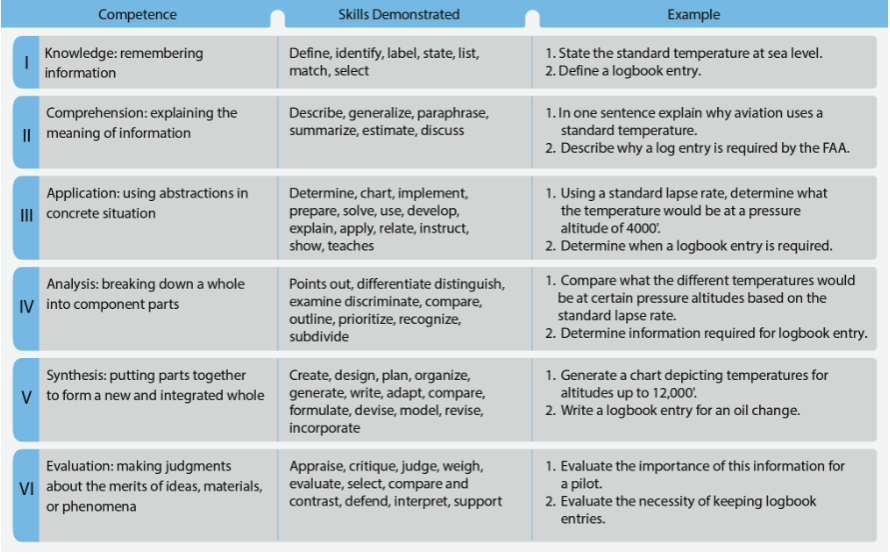 Competence
Skills Demonstrated
Example
I
Knowledge: remembering
information
Define, identify, label, state, list,
match, select
1. State the standard temperature at sea level.
2. Define a logbook entry.
II
Comprehension: explaining the
meaning of information
Describe, generalize, paraphrase,
summarize, estimate, discuss
1. In one sentence explain why aviation uses a
standard temperature.
2. Describe why a log entry is required by the FAA.
III
Application: using abstractions in
concrete situation
Determine, chart, implement,
prepare, solve, use, develop,
explain, apply, relate, instruct,
show, teaches
1. Using a standard lapse rate, determine what
the temperature would be at a pressure
altitude of 4000'.
2. Determine when a logbook entry is required.
IV
Analysis: breaking down a whole
into component parts
Points out, differentiate distinguish,
examine discriminate, compare,
outline, prioritize, recognize,
subdivide
1. Compare what the different temperatures would
be at certain pressure altitudes based on the
standard lapse rate.
2. Determine information required for logbook entry.
V
Synthesis: putting parts together
to form a new and integrated whole
Create, design, plan, organize,
generate, write, adapt, compare,
formulate, devise, model, revise,
incorporate
1. Generate a chart depicting temperatures for
altitudes up to 12,000'.
2. Write a logbook entry for an oil change.
VI
Evaluation: making judgments
about the merits of ideas, materials,
or phenomena
Appraise, critique, judge, weigh,
evaluate, select, compare and
contrast, defend, interpret, support
1. Evaluate the importance of this information for
a pilot.
2. Evaluate the necessity of keeping logbook
entries.